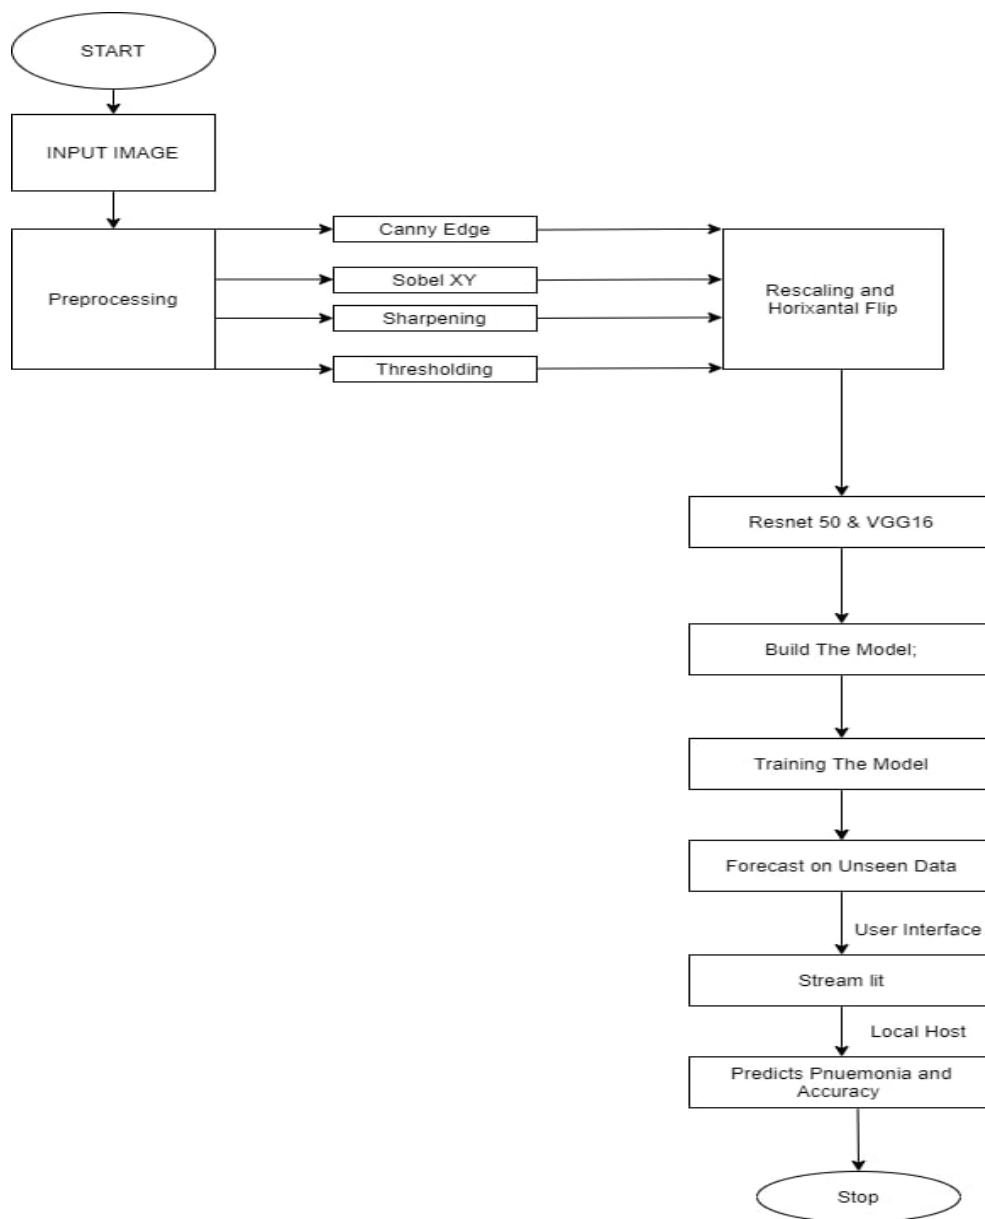 START
INPUT IMAGE
Preprocessing
Canny Edge
Sobel XY
Sharpening
Thresholding
Rescaling and
Horixantal Flip
Resnet 50 & VGG16
Build The Model;
Training The Model
Forecast on Unseen Data
User Interface
Stream lit
Local Host
Predicts Pnuemonia and
Accuracy
Stop